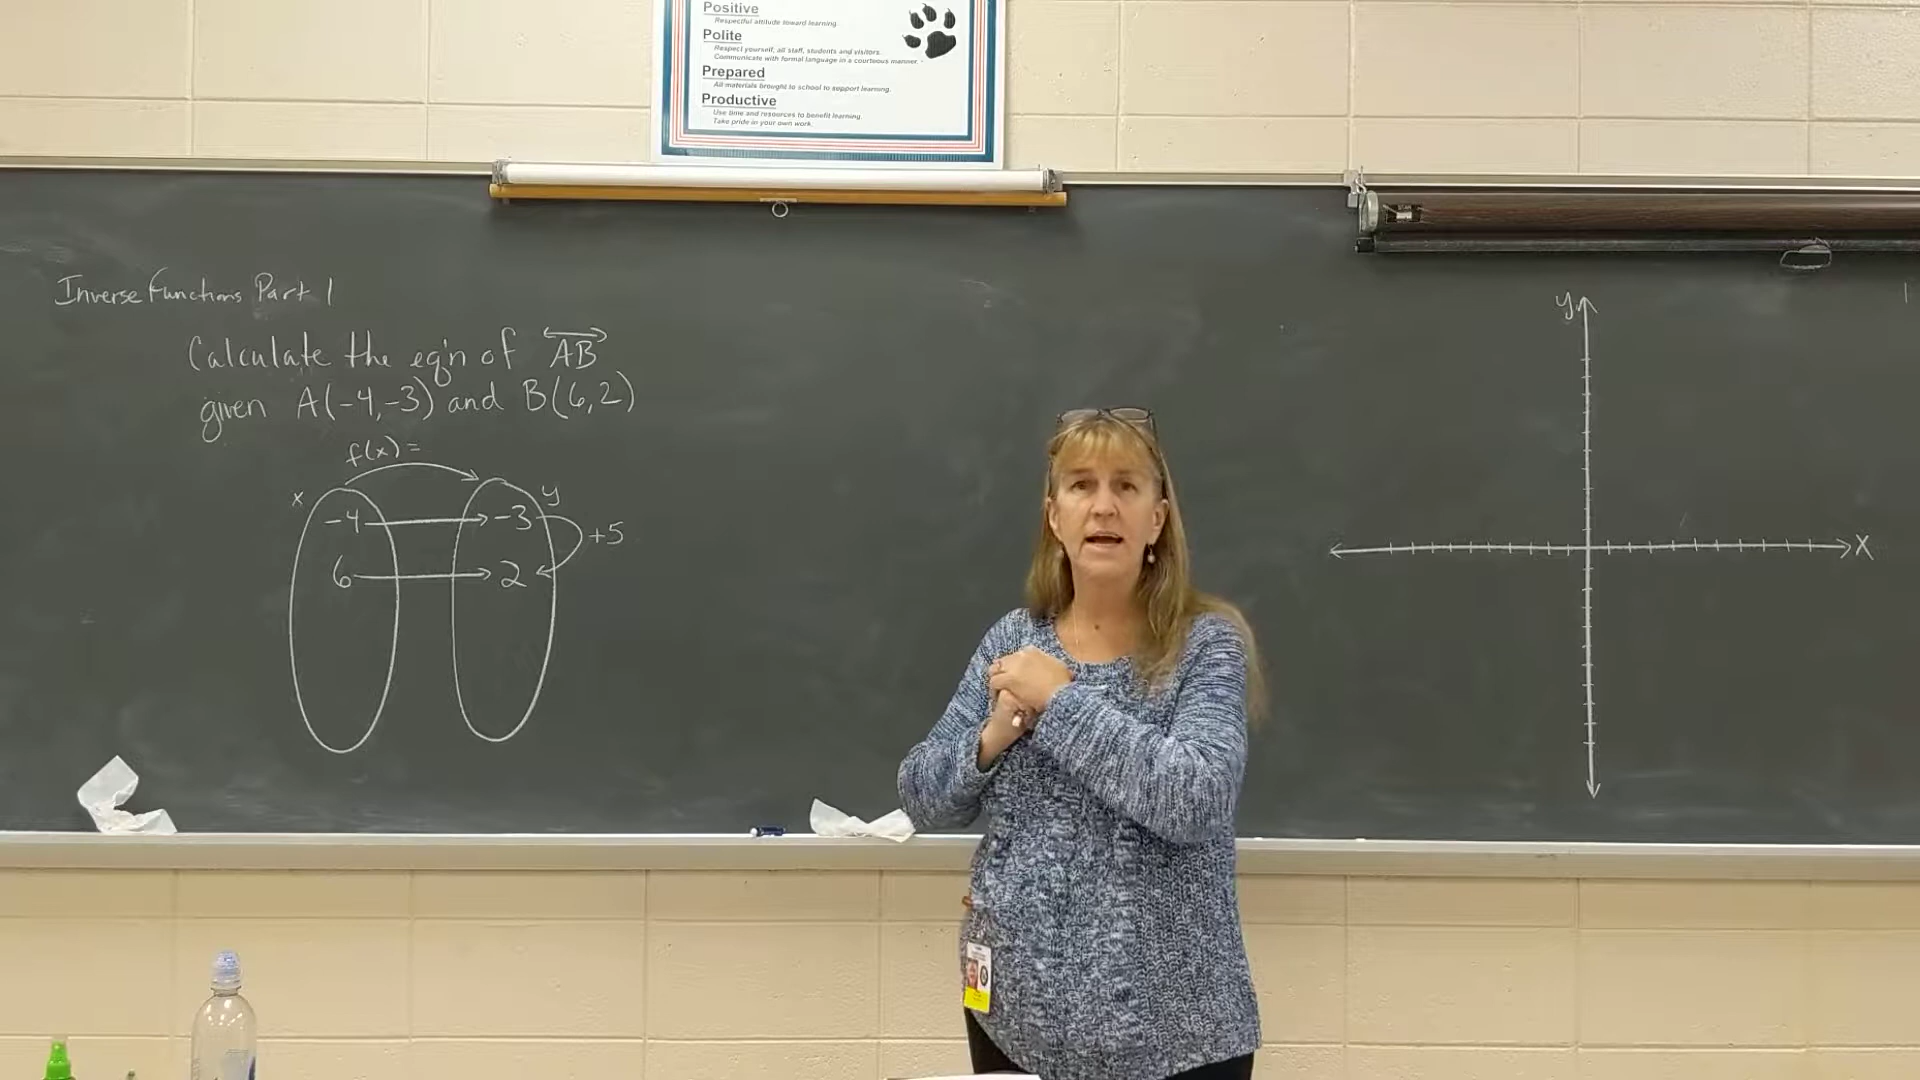 Positive
Respectful attitude toward learning.
Polite
Respect yourself, all staff, students and visitors.
Communicate with formal language in a courteous manner.
Prepared
All materials brought to school to support learning.
Productive
Use time and resources to benefit learning.
Take pride in your own work.
Inverse Functions Part 1
Calculate the eq'n of AB
given A(-4,-3) and B(6,2)
f(x)=
x y
-4 -3
+5
6 2
y
x